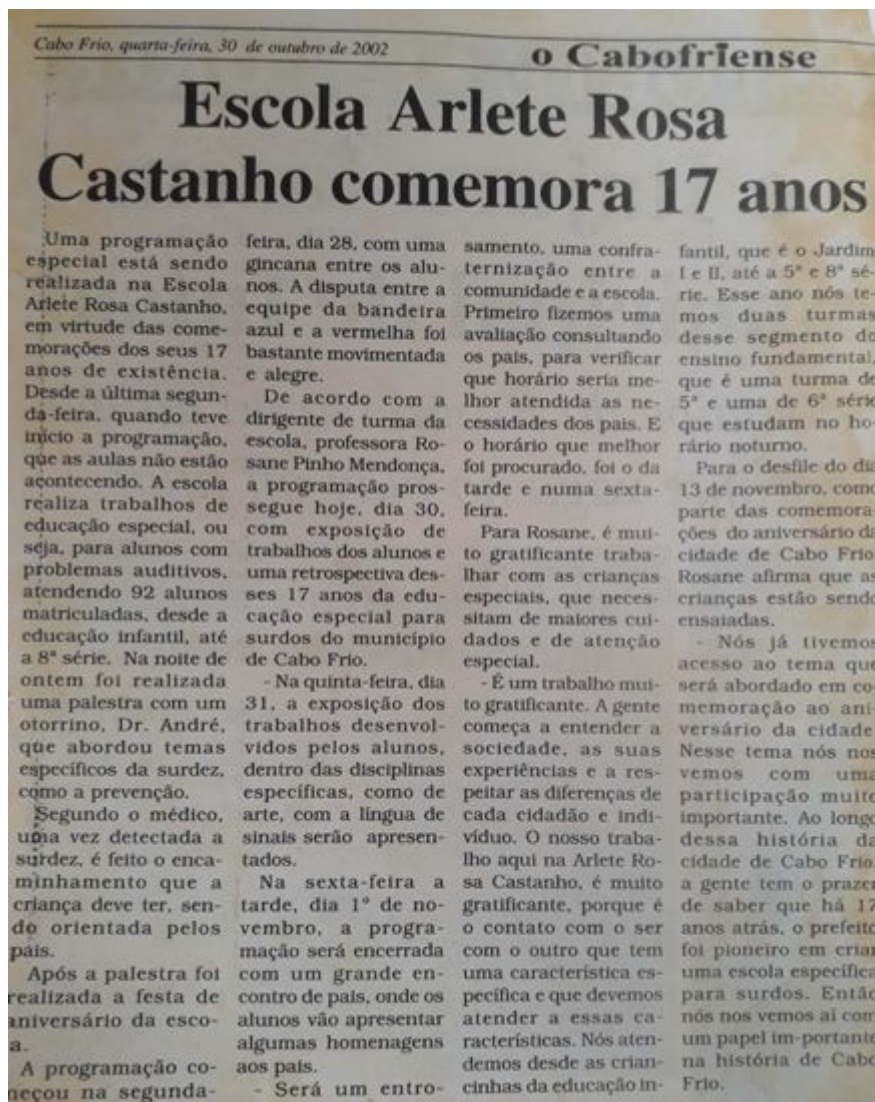 Cabo Frio, quarta-feira, 30 de outubro de 2002
o Cabofriense
Escola Arlete Rosa
Castanho comemora 17 anos
Uma programação
especial está sendo
realizada na Escola
Arlete Rosa Castanho,
em virtude das come-
morações dos seus 17
anos de existência.
Desde a última segun-
da-feira, quando teve
início a programação,
que as aulas não estão
acontecendo. A escola
realiza trabalhos de
educação especial, ou
seja, para alunos com
problemas auditivos,
atendendo 92 alunos
matriculadas, desde a
educação infantil, até
a 8ª série. Na noite de
ontem foi realizada
uma palestra com um
otorrino, Dr. André,
que abordou temas
específicos da surdez,
como a prevenção.
Segundo o médico,
uma vez detectada a
surdez, é feito o enca-
minhamento que a
criança deve ter, sen-
do orientada pelos
pais.
Após a palestra foi
realizada a festa de
aniversário da esco-
a.
A programação co-
meçou na segunda-
feira, dia 28, com uma
gincana entre os alu-
nos. A disputa entre a
equipe da bandeira
azul e a vermelha foi
bastante movimentada
e alegre.
De acordo com a
dirigente de turma da
escola, professora Ro-
sane Pinho Mendonça,
a programação pros-
segue hoje, dia 30,
com exposição de
trabalhos dos alunos e
uma retrospectiva des-
ses 17 anos da edu-
cação especial para
surdos do município
de Cabo Frio.
- Na quinta-feira, dia
31, a exposição dos
trabalhos desenvol-
vidos pelos alunos,
dentro das disciplinas
específicas, como de
arte, com a língua de
sinais serão apresen-
tados.
Na sexta-feira a
tarde, dia 1º de no-
vembro, a progra-
mação será encerrada
com um grande en-
contro de pais, onde os
alunos vão apresentar
algumas homenagens
aos pais.
- Será um entro-
samento, uma confra-
ternização entre a
comunidade e a escola.
Primeiro fizemos uma
avaliação consultando
os pais, para verificar
que horário seria me-
lhor atendida as ne-
cessidades dos pais. E
o horário que melhor
foi procurado, foi o da
tarde e numa sexta-
feira.
Para Rosane, é mui-
to gratificante traba-
lhar com as crianças
especiais, que neces-
sitam de maiores cui-
dados e de atenção
especial.
- É um trabalho mui-
to gratificante. A gente
começa a entender a
sociedade, as suas
experiências e a res-
peitar as diferenças de
cada cidadão e indi-
víduo. O nosso traba-
lho aqui na Arlete Ro-
sa Castanho, é muito
gratificante, porque é
o contato com o ser
com o outro que tem
uma característica es-
pecífica e que devemos
atender a essas ca-
racterísticas. Nós aten-
demos desde as crian-
cinhas da educação in-
fantil, que é o Jardim
I e II, até a 5ª e 8ª sé-
rie. Esse ano nós te-
mos duas turmas
desse segmento do
ensino fundamental,
que é uma turma de
5ª e uma de 6ª série
que estudam no ho-
rário noturno.
Para o desfile do dia
13 de novembro, como
parte das comemora-
ções do aniversário da
cidade de Cabo Frio
Rosane afirma que as
crianças estão sendo
ensaiadas.
- Nós já tivemos
acesso ao tema que
será abordado em co-
memoração ao ani-
versário da cidade
Nesse tema nós nos
vemos com uma
participação muito
importante. Ao longo
dessa história da
cidade de Cabo Frio,
a gente tem o prazer
de saber que há 17
anos atrás, o prefeito
foi pioneiro em criar
uma escola específica
para surdos. Então
nós nos vemos aí com
um papel im-portante
na história de Cabo
Frio.